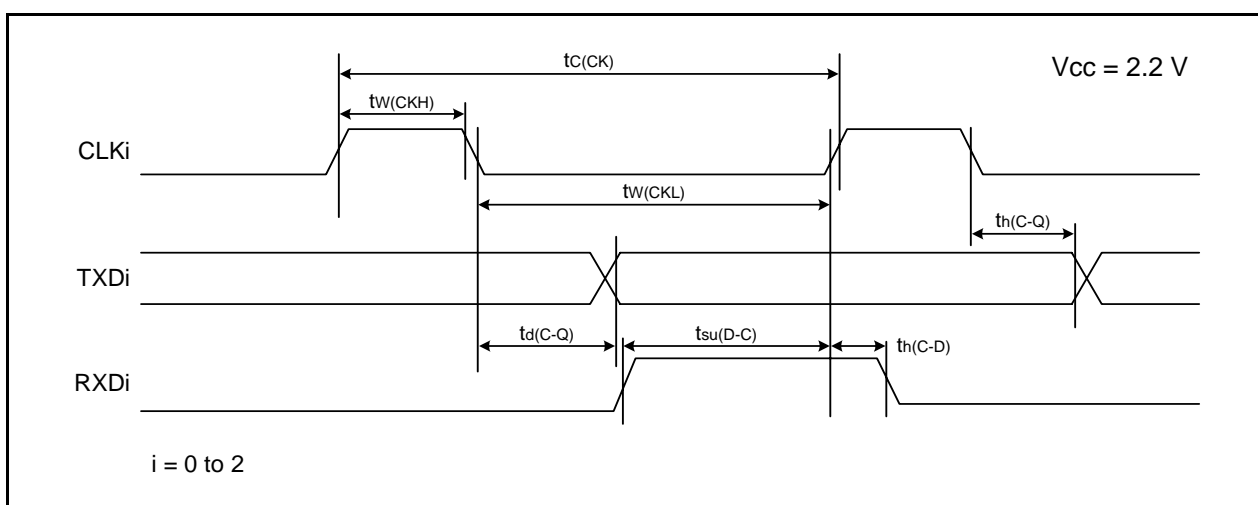 tC(CK)
Vcc = 2.2 V
tW(CKH)
CLKi
tW(CKL)
th(C-Q)
TXDi
td(C-Q)
tsu(D-C)
th(C-D)
RXDi
i = 0 to 2